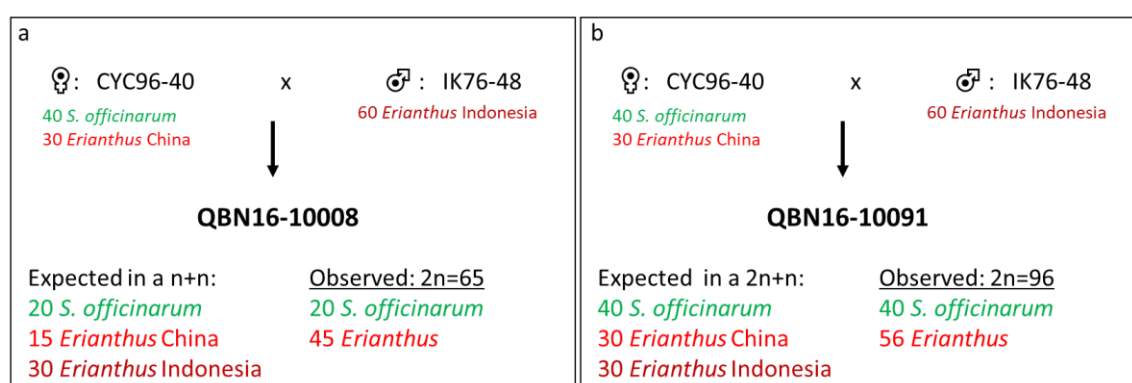 a
♀: CYC96-40 x ♂: IK76-48
40 S. officinarum 60 Erianthus Indonesia
30 Erianthus China
QBN16-10008
Expected in a n+n: Observed: 2n=65
20 S. officinarum 20 S. officinarum
15 Erianthus China 45 Erianthus
30 Erianthus Indonesia
b
♀: CYC96-40 x ♂: IK76-48
40 S. officinarum 60 Erianthus Indonesia
30 Erianthus China
QBN16-10091
Expected in a 2n+n: Observed: 2n=96
40 S. officinarum 40 S. officinarum
30 Erianthus China 56 Erianthus
30 Erianthus Indonesia